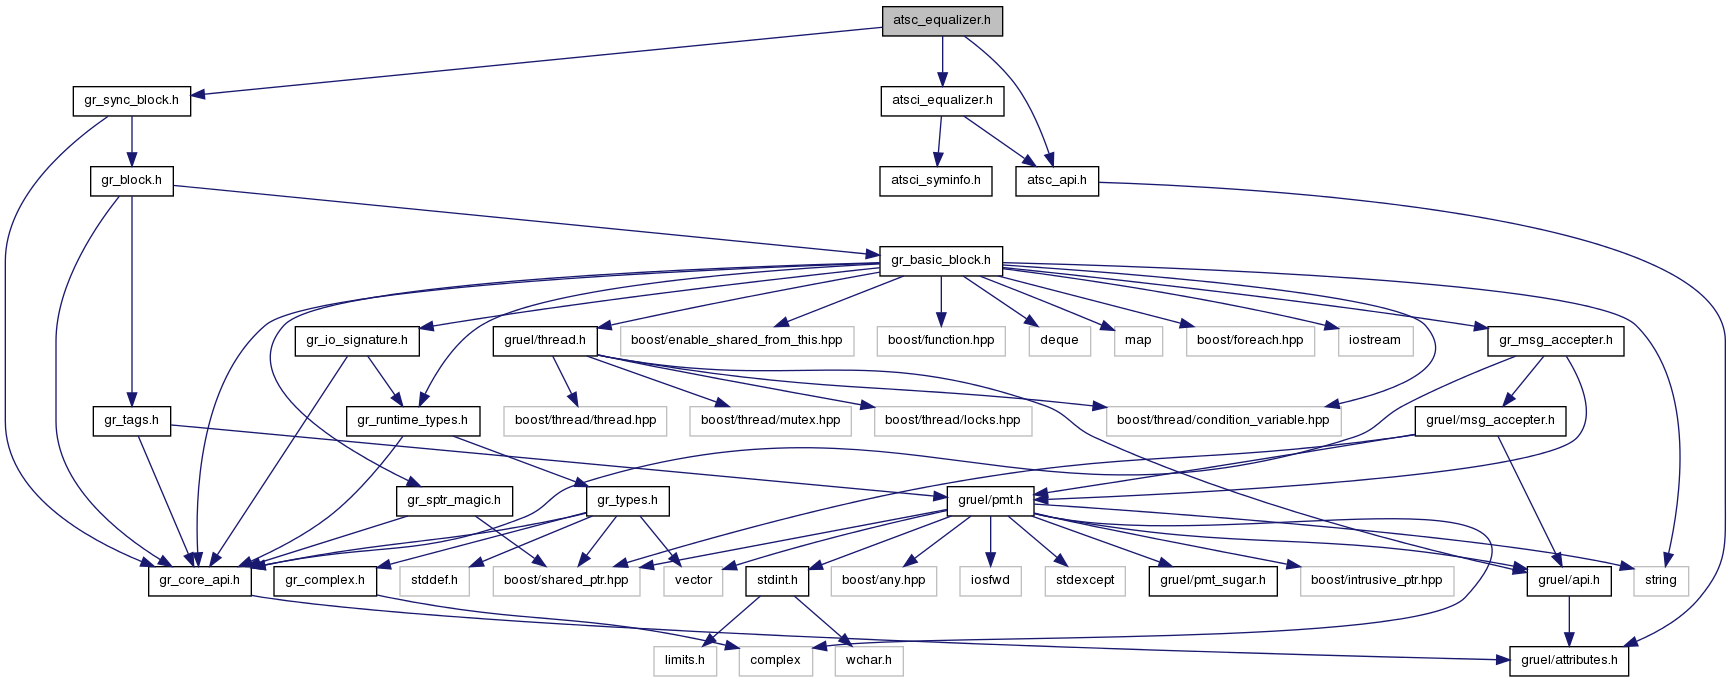 atsc_equalizer.h
gr_sync_block.h
atsci_equalizer.h
gr_block.h
atsci_syminfo.h
atsc_api.h
gr_basic_block.h
gr_io_signature.h
gruel/thread.h
boost/enable_shared_from_this.hpp
boost/function.hpp
deque
map
boost/foreach.hpp
iostream
gr_msg_accepter.h
gr_tags.h
gr_runtime_types.h
boost/thread/thread.hpp
boost/thread/mutex.hpp
boost/thread/locks.hpp
boost/thread/condition_variable.hpp
gruel/msg_accepter.h
gr_sptr_magic.h
gr_types.h
gruel/pmt.h
gr_core_api.h
gr_complex.h
stddef.h
boost/shared_ptr.hpp
vector
stdint.h
boost/any.hpp
iosfwd
stdexcept
gruel/pmt_sugar.h
boost/intrusive_ptr.hpp
gruel/api.h
string
limits.h
complex
wchar.h
gruel/attributes.h